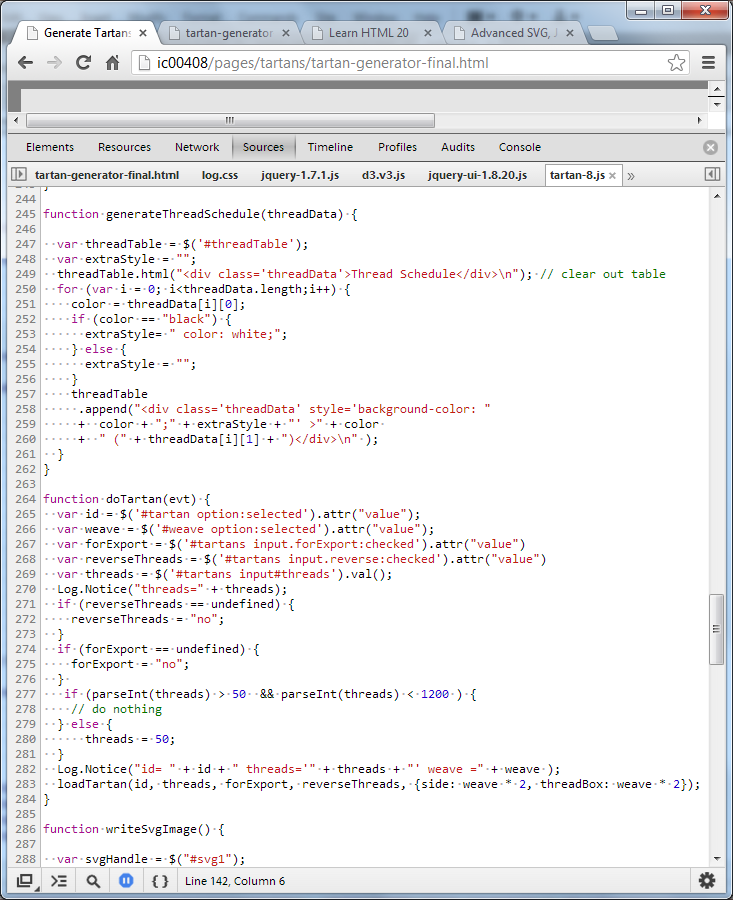 Generate Tartans
tartan-generator
Learn HTML 20
Advanced SVG, J
ic00408/pages/tartans/tartan-generator-final.html
Elements Resources Network Sources Timeline Profiles Audits Console
tartan-generator-final.html log.css jquery-1.7.1.js d3.v3.js jquery-ui-1.8.20.js tartan-8.js × »
244
245 function generateThreadSchedule(threadData) {
246
247 var threadTable = $('#threadTable');
248 var extraStyle = "";
249 threadTable.html("<div class='threadData'>Thread Schedule</div>\n"); // clear out table
250 for (var i = 0; i<threadData.length;i++) {
251 color = threadData[i][0];
252 if (color == "black") {
253 extraStyle= " color: white;";
254 } else {
255 extraStyle = "";
256 }
257 threadTable
258 .append("<div class='threadData' style='background-color: "
259 + color + ";" + extraStyle + "' >" + color
260 + " (" + threadData[i][1] + ")</div>\n" );
261 }
262 }
263
264 function doTartan(evt) {
265 var id = $('#tartan option:selected').attr("value");
266 var weave = $('#weave option:selected').attr("value");
267 var forExport = $('#tartans input.forExport:checked').attr("value")
268 var reverseThreads = $('#tartans input.reverse:checked').attr("value")
269 var threads = $('#tartans input#threads').val();
270 Log.Notice("threads=" + threads);
271 if (reverseThreads == undefined) {
272 reverseThreads = "no";
273 }
274 if (forExport == undefined) {
275 forExport = "no";
276 }
277 if (parseInt(threads) > 50 && parseInt(threads) < 1200 ) {
278 // do nothing
279 } else {
280 threads = 50;
281 }
282 Log.Notice("id= " + id + " threads='" + threads + "' weave =" + weave );
283 loadTartan(id, threads, forExport, reverseThreads, {side: weave * 2, threadBox: weave * 2});
284 }
285
286 function writeSvgImage() {
287
288 var svgHandle = $("#svg1");
{ } Line 142, Column 6